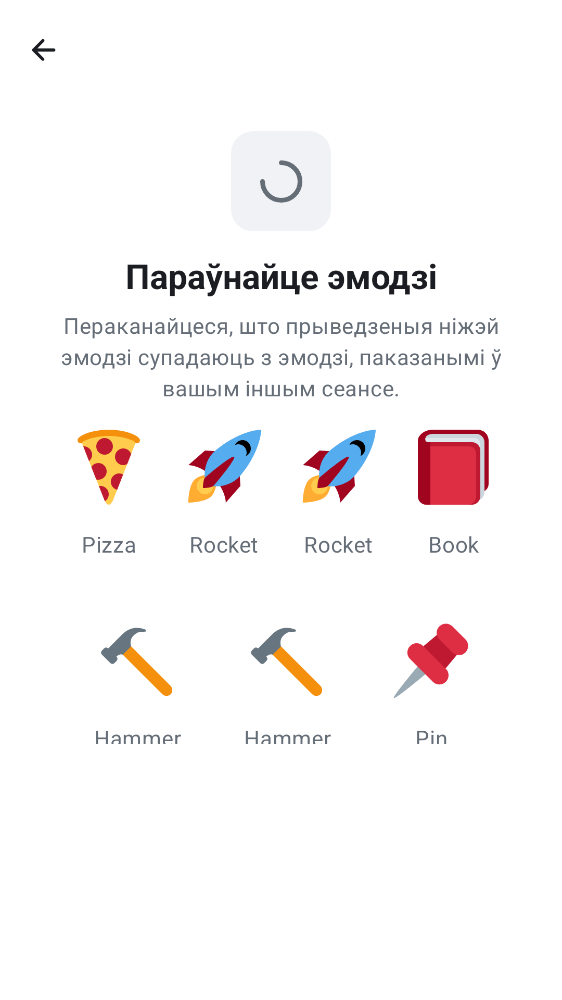 Параўнайце эмодзі
Пераканайцеся, што прыведзеныя ніжэй
эмодзі супадаюць з эмодзі, паказанымі ў
вашым іншым сеансе.
Pizza Rocket Rocket Book
Hammer Hammer Pin